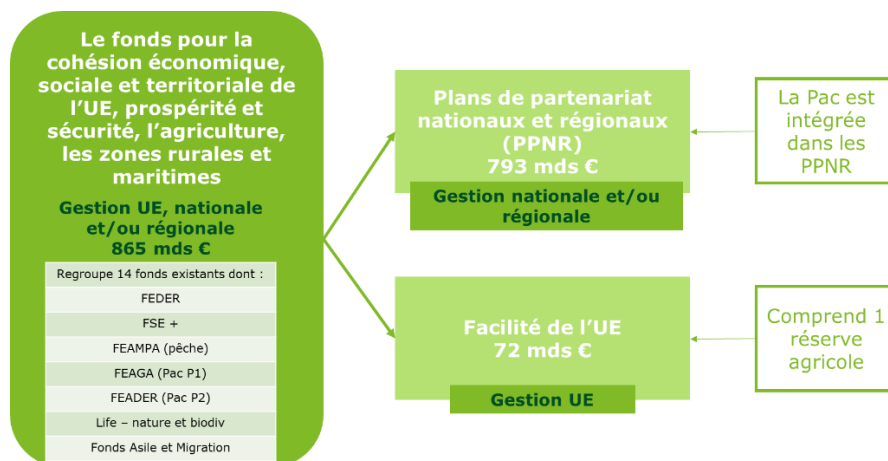 Le fonds pour la
cohésion économique,
sociale et territoriale de
l'UE, prospérité et
sécurité, l'agriculture,
les zones rurales et
maritimes
Gestion UE, nationale
et/ou régionale
865 mds €
Regroupe 14 fonds existants dont :
FEDER
FSE +
FEAMPA (pêche)
FEAGA (Pac P1)
FEADER (Pac P2)
Life – nature et biodiv
Fonds Asile et Migration
Plans de partenariat
nationaux et régionaux
(PPNR)
793 mds €
Gestion nationale et/ou
régionale
La Pac est
intégrée
dans les
PPNR
Facilité de l'UE
72 mds €
Gestion UE
Comprend 1
réserve
agricole